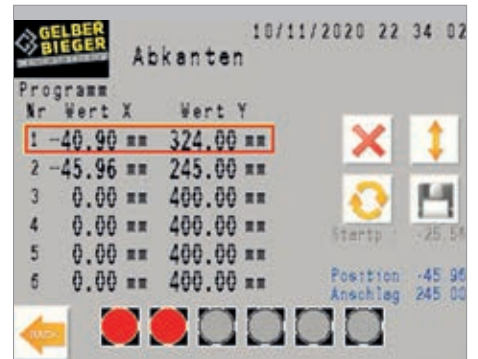 GELBER
BIEGER
10/11/2020 22 34 02
Abkanten
Programm
Nr Wert X Wert Y
1 -40.90 mm 324.00 mm
2 -45.96 mm 245.00 mm
3 0.00 mm 400.00 mm
4 0.00 mm 400.00 mm
5 0.00 mm 400.00 mm
6 0.00 mm 400.00 mm
Startp.
Position -45 96
Anschlag 245 00